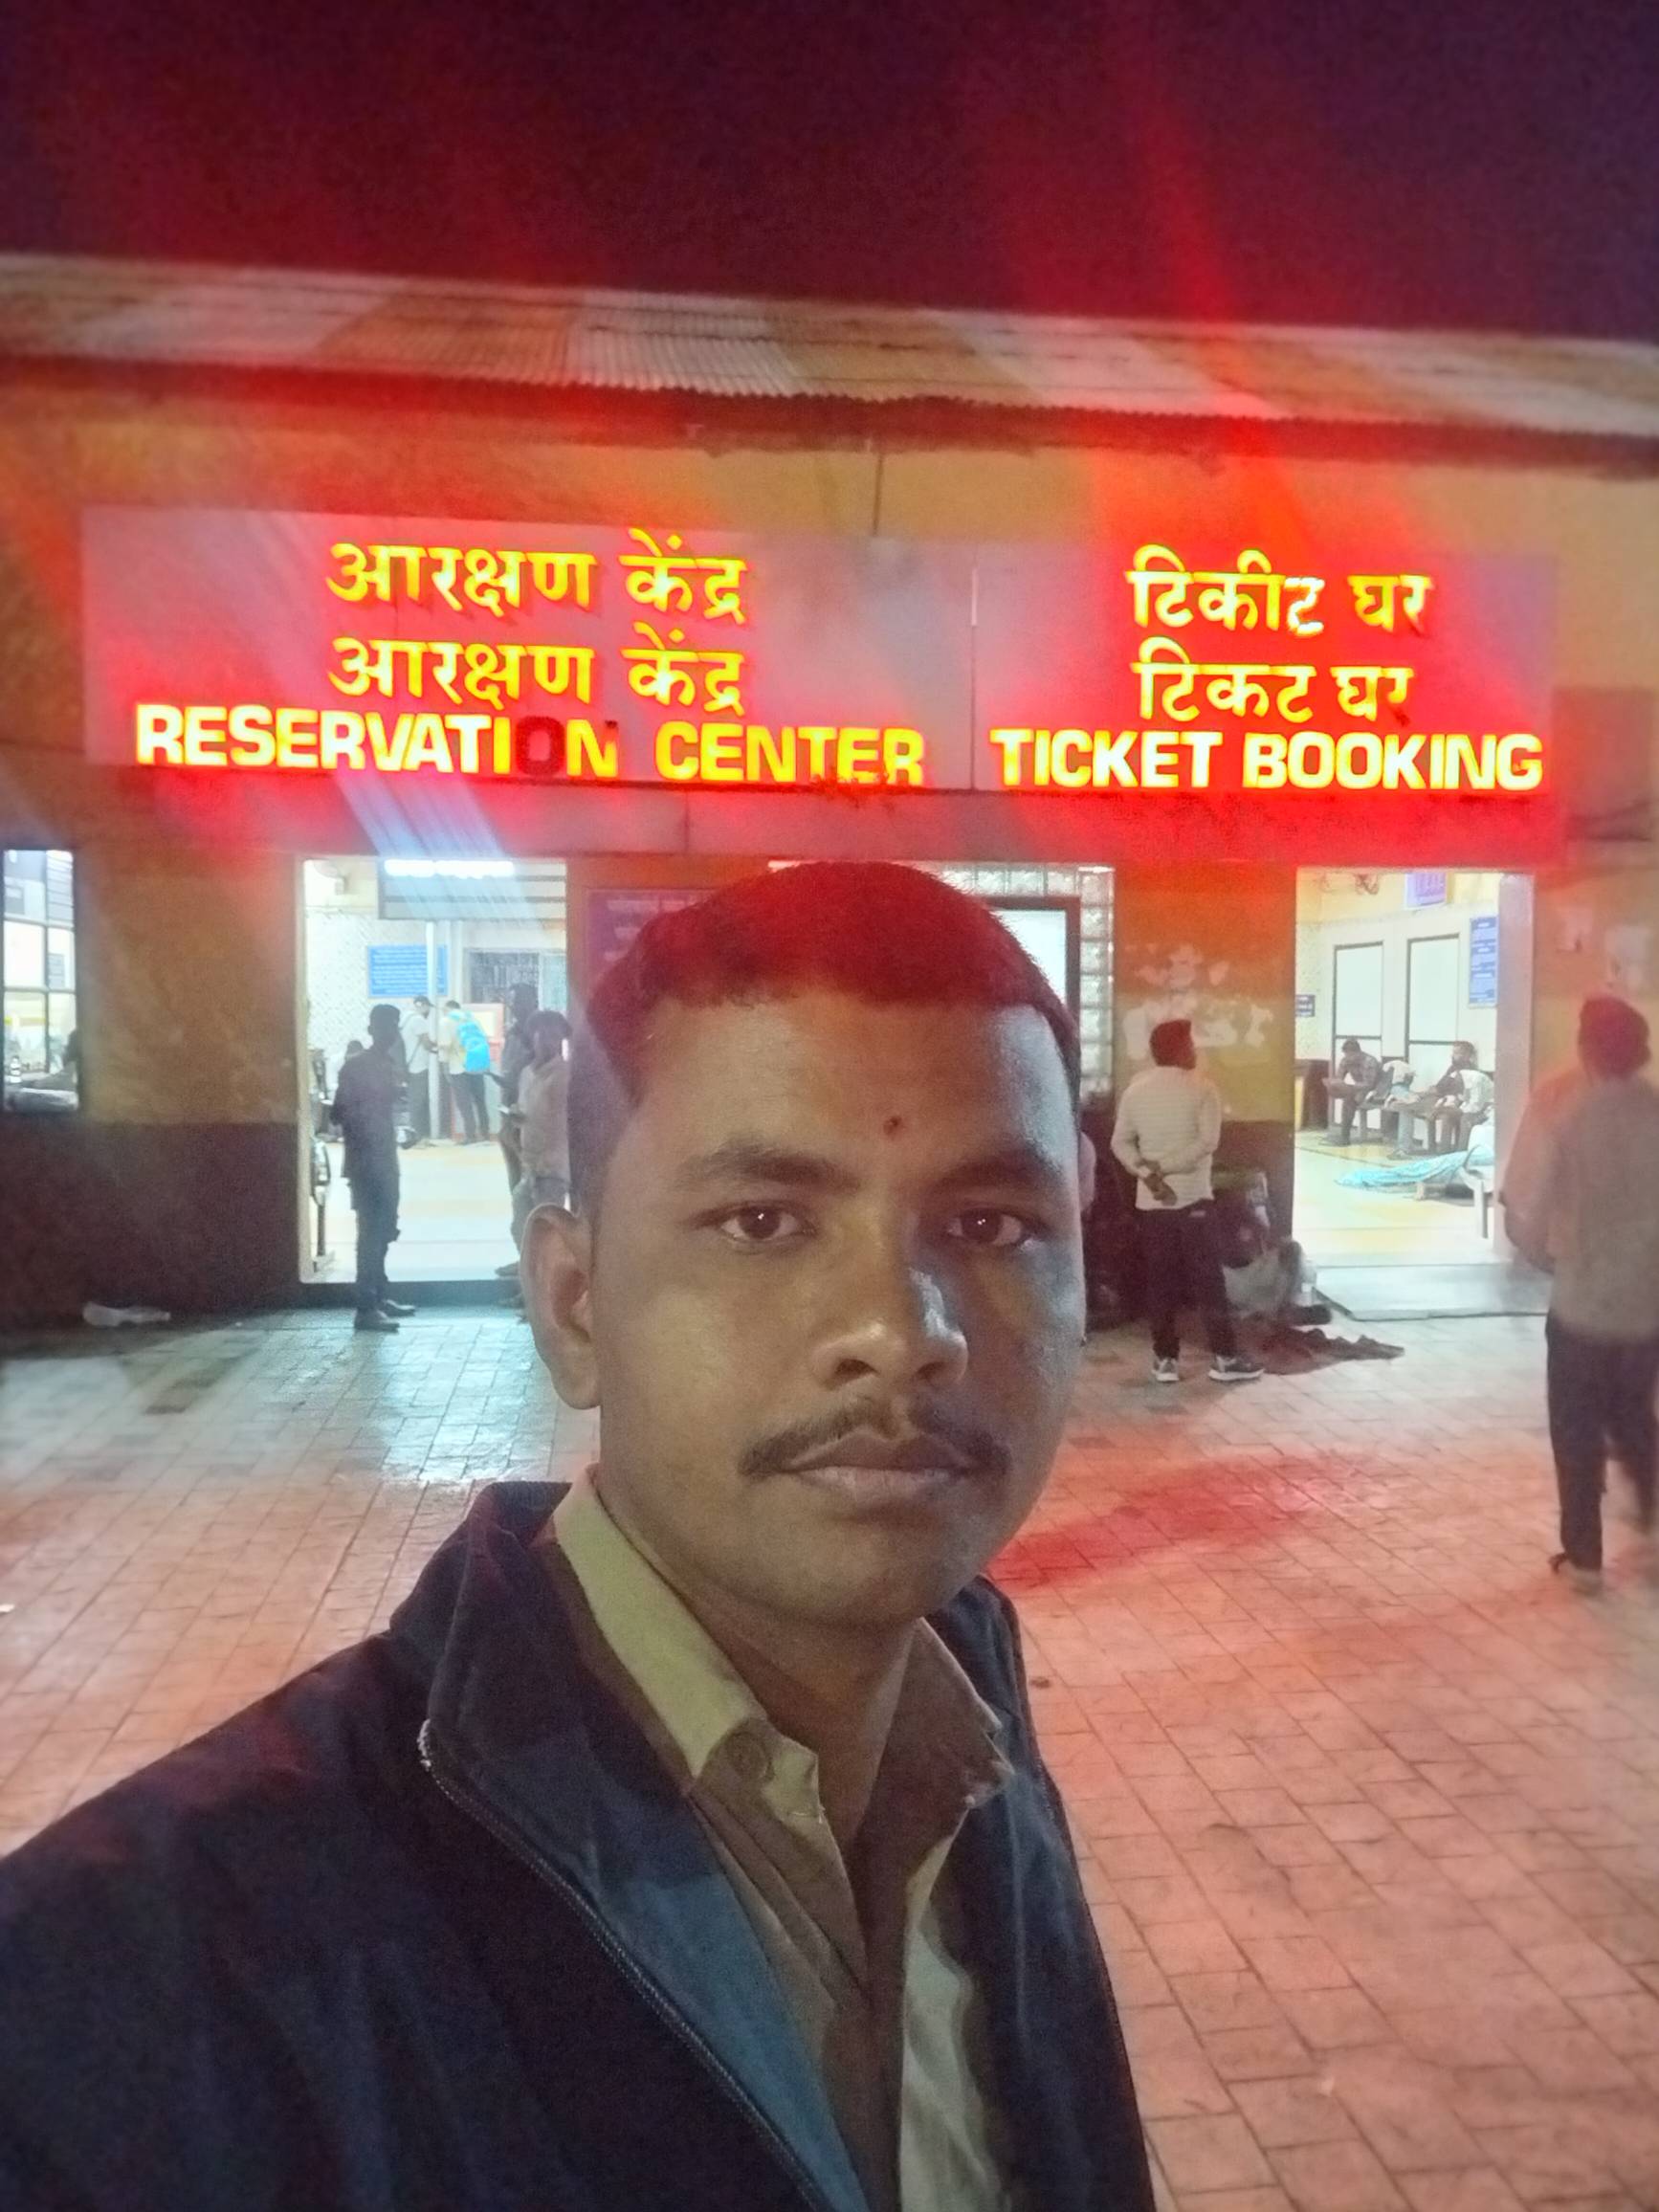 आरक्षण केंद्र
आरक्षण केंद्र
RESERVATION CENTER
टिकीट घर
टिकट घर
TICKET BOOKING